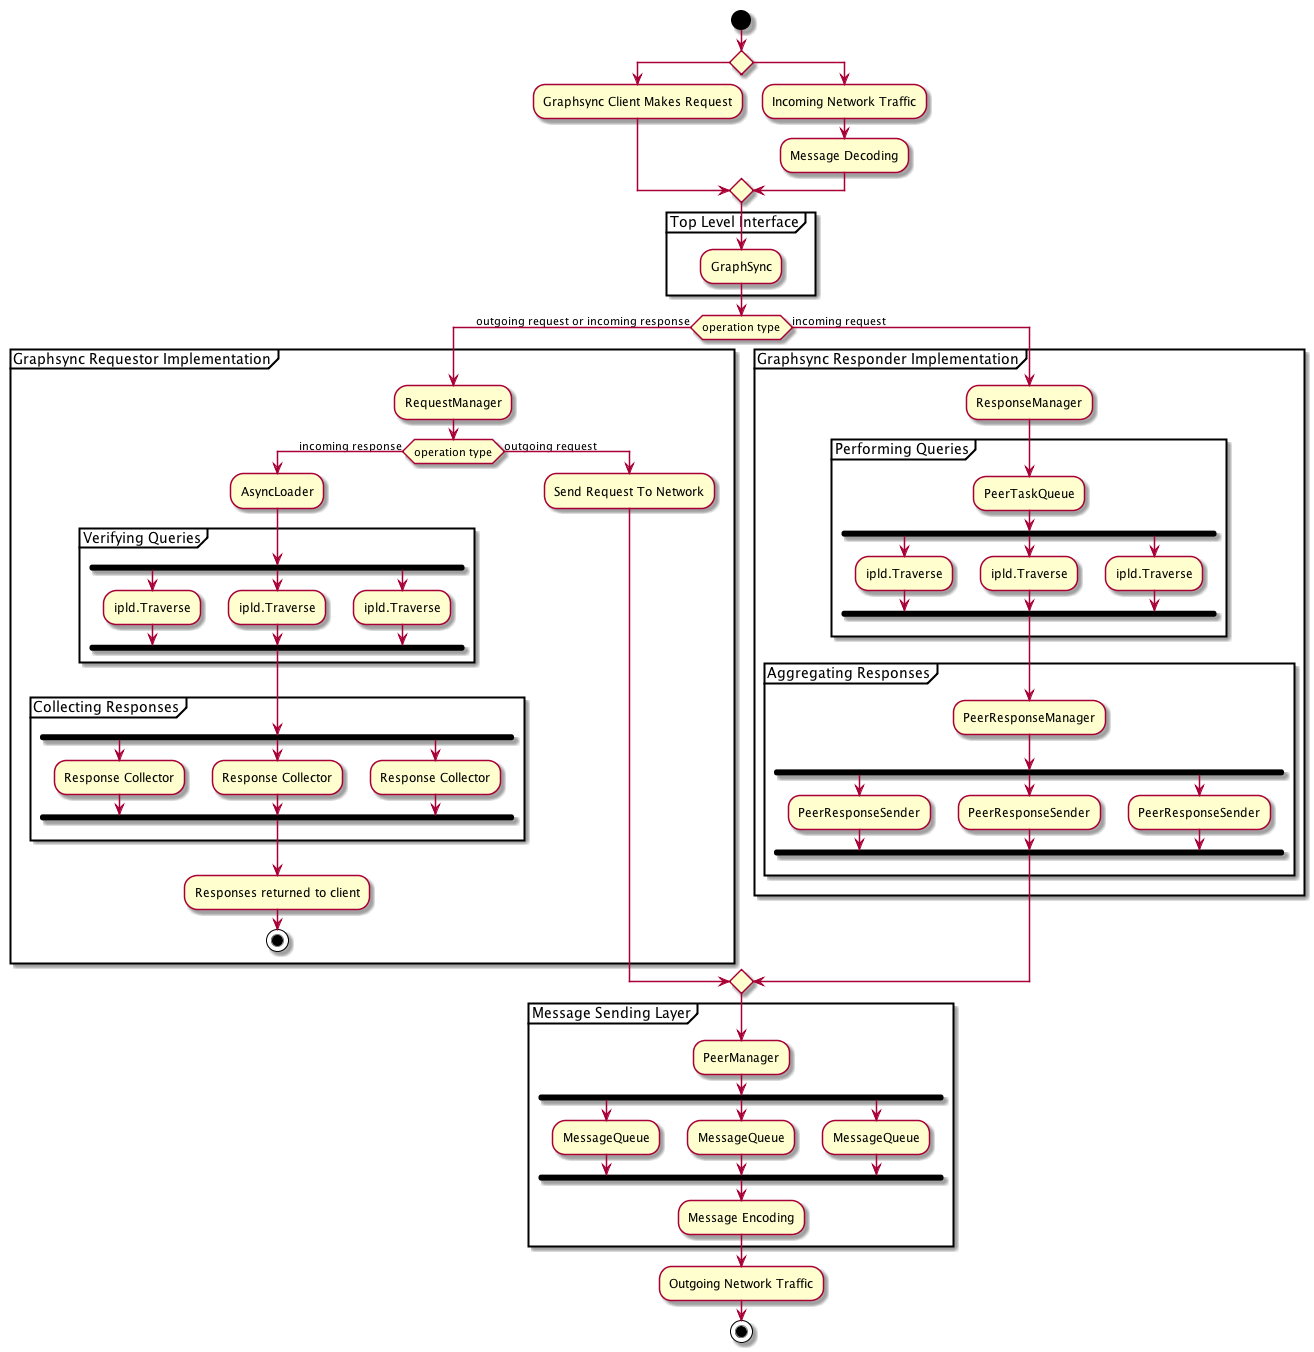 Graphsync Client Makes Request
Incoming Network Traffic
Message Decoding
Top Level Interface
GraphSync
outgoing request or incoming response
operation type
incoming request
Graphsync Requestor Implementation
RequestManager
incoming response
operation type
outgoing request
AsyncLoader
Send Request To Network
Verifying Queries
ipld.Traverse
ipld.Traverse
ipld.Traverse
Collecting Responses
Response Collector
Response Collector
Response Collector
Responses returned to client
Graphsync Responder Implementation
ResponseManager
Performing Queries
PeerTaskQueue
ipld.Traverse
ipld.Traverse
ipld.Traverse
Aggregating Responses
PeerResponseManager
PeerResponseSender
PeerResponseSender
PeerResponseSender
Message Sending Layer
PeerManager
MessageQueue
MessageQueue
MessageQueue
Message Encoding
Outgoing Network Traffic